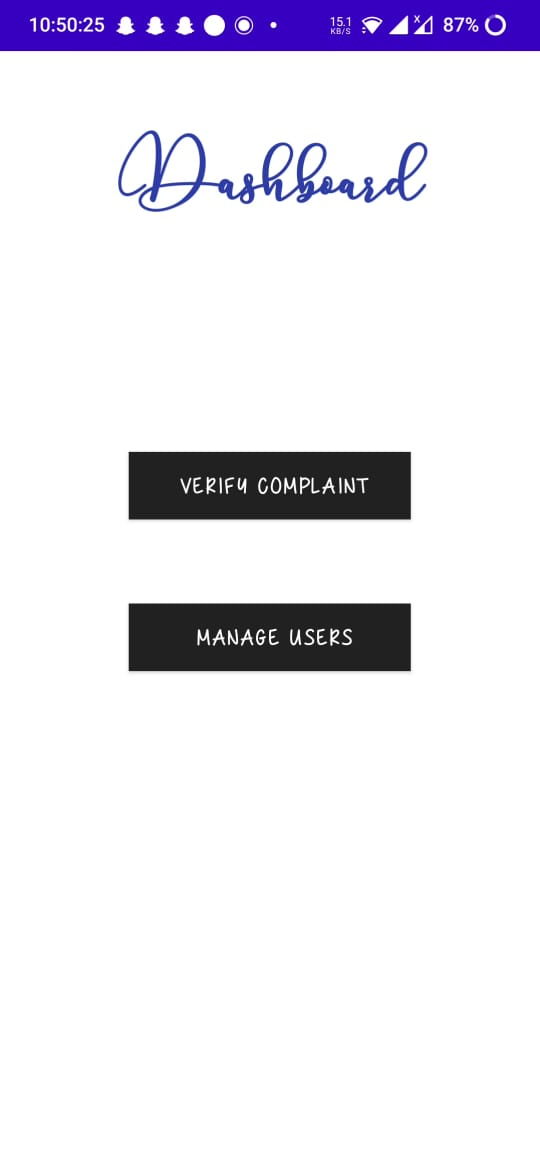 10:50:25 15.1 KB/S X 87%
Dashboard
VERIFY COMPLAINT
MANAGE USERS